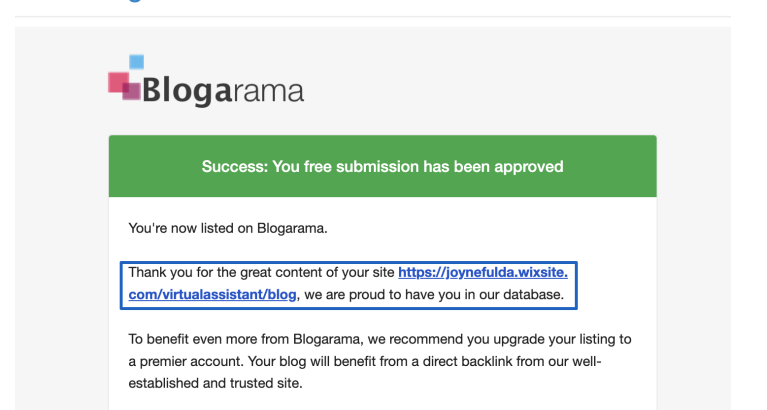 Blogarama
Success: You free submission has been approved
You're now listed on Blogarama.
Thank you for the great content of your site https://joynefulda.wixsite.
com/virtualassistant/blog, we are proud to have you in our database.
To benefit even more from Blogarama, we recommend you upgrade your listing to
a premier account. Your blog will benefit from a direct backlink from our well-
established and trusted site.